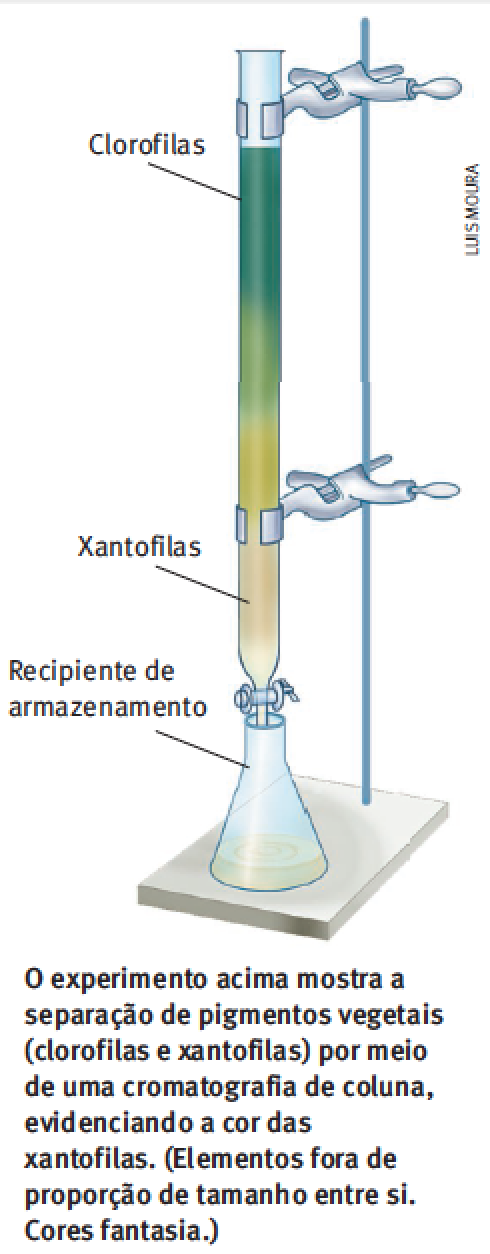 Clorofilas
LUIS MOURA
Xantofilas
Recipiente de
armazenamento
O experimento acima mostra a
separação de pigmentos vegetais
(clorofilas e xantofilas) por meio
de uma cromatografia de coluna,
evidenciando a cor das
xantofilas. (Elementos fora de
proporção de tamanho entre si.
Cores fantasia.)